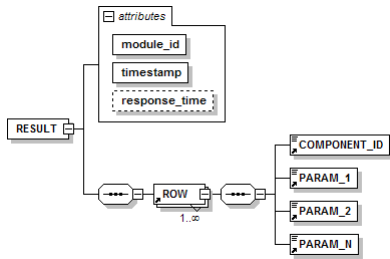 attributes
module_id
timestamp
response_time
RESULT
ROW
1..∞
COMPONENT_ID
PARAM_1
PARAM_2
PARAM_N